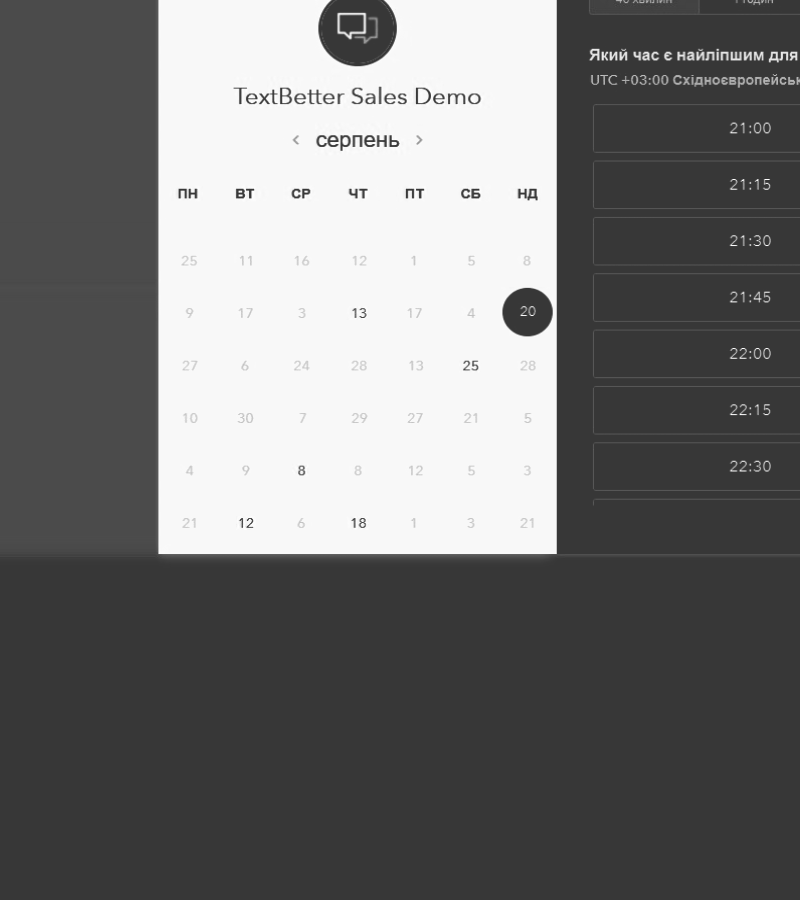 TextBetter Sales Demo
‹ серпень ›
ПН ВТ СР ЧТ ПТ СБ НД
25 11 16 12 1 5 8
9 17 3 13 17 4 20
27 6 24 28 13 25 28
10 30 7 29 27 21 5
4 9 8 8 12 5 3
21 12 6 18 1 3 21
Який час є найліпшим для
UTC +03:00
21:00
21:15
21:30
21:45
22:00
22:15
22:30